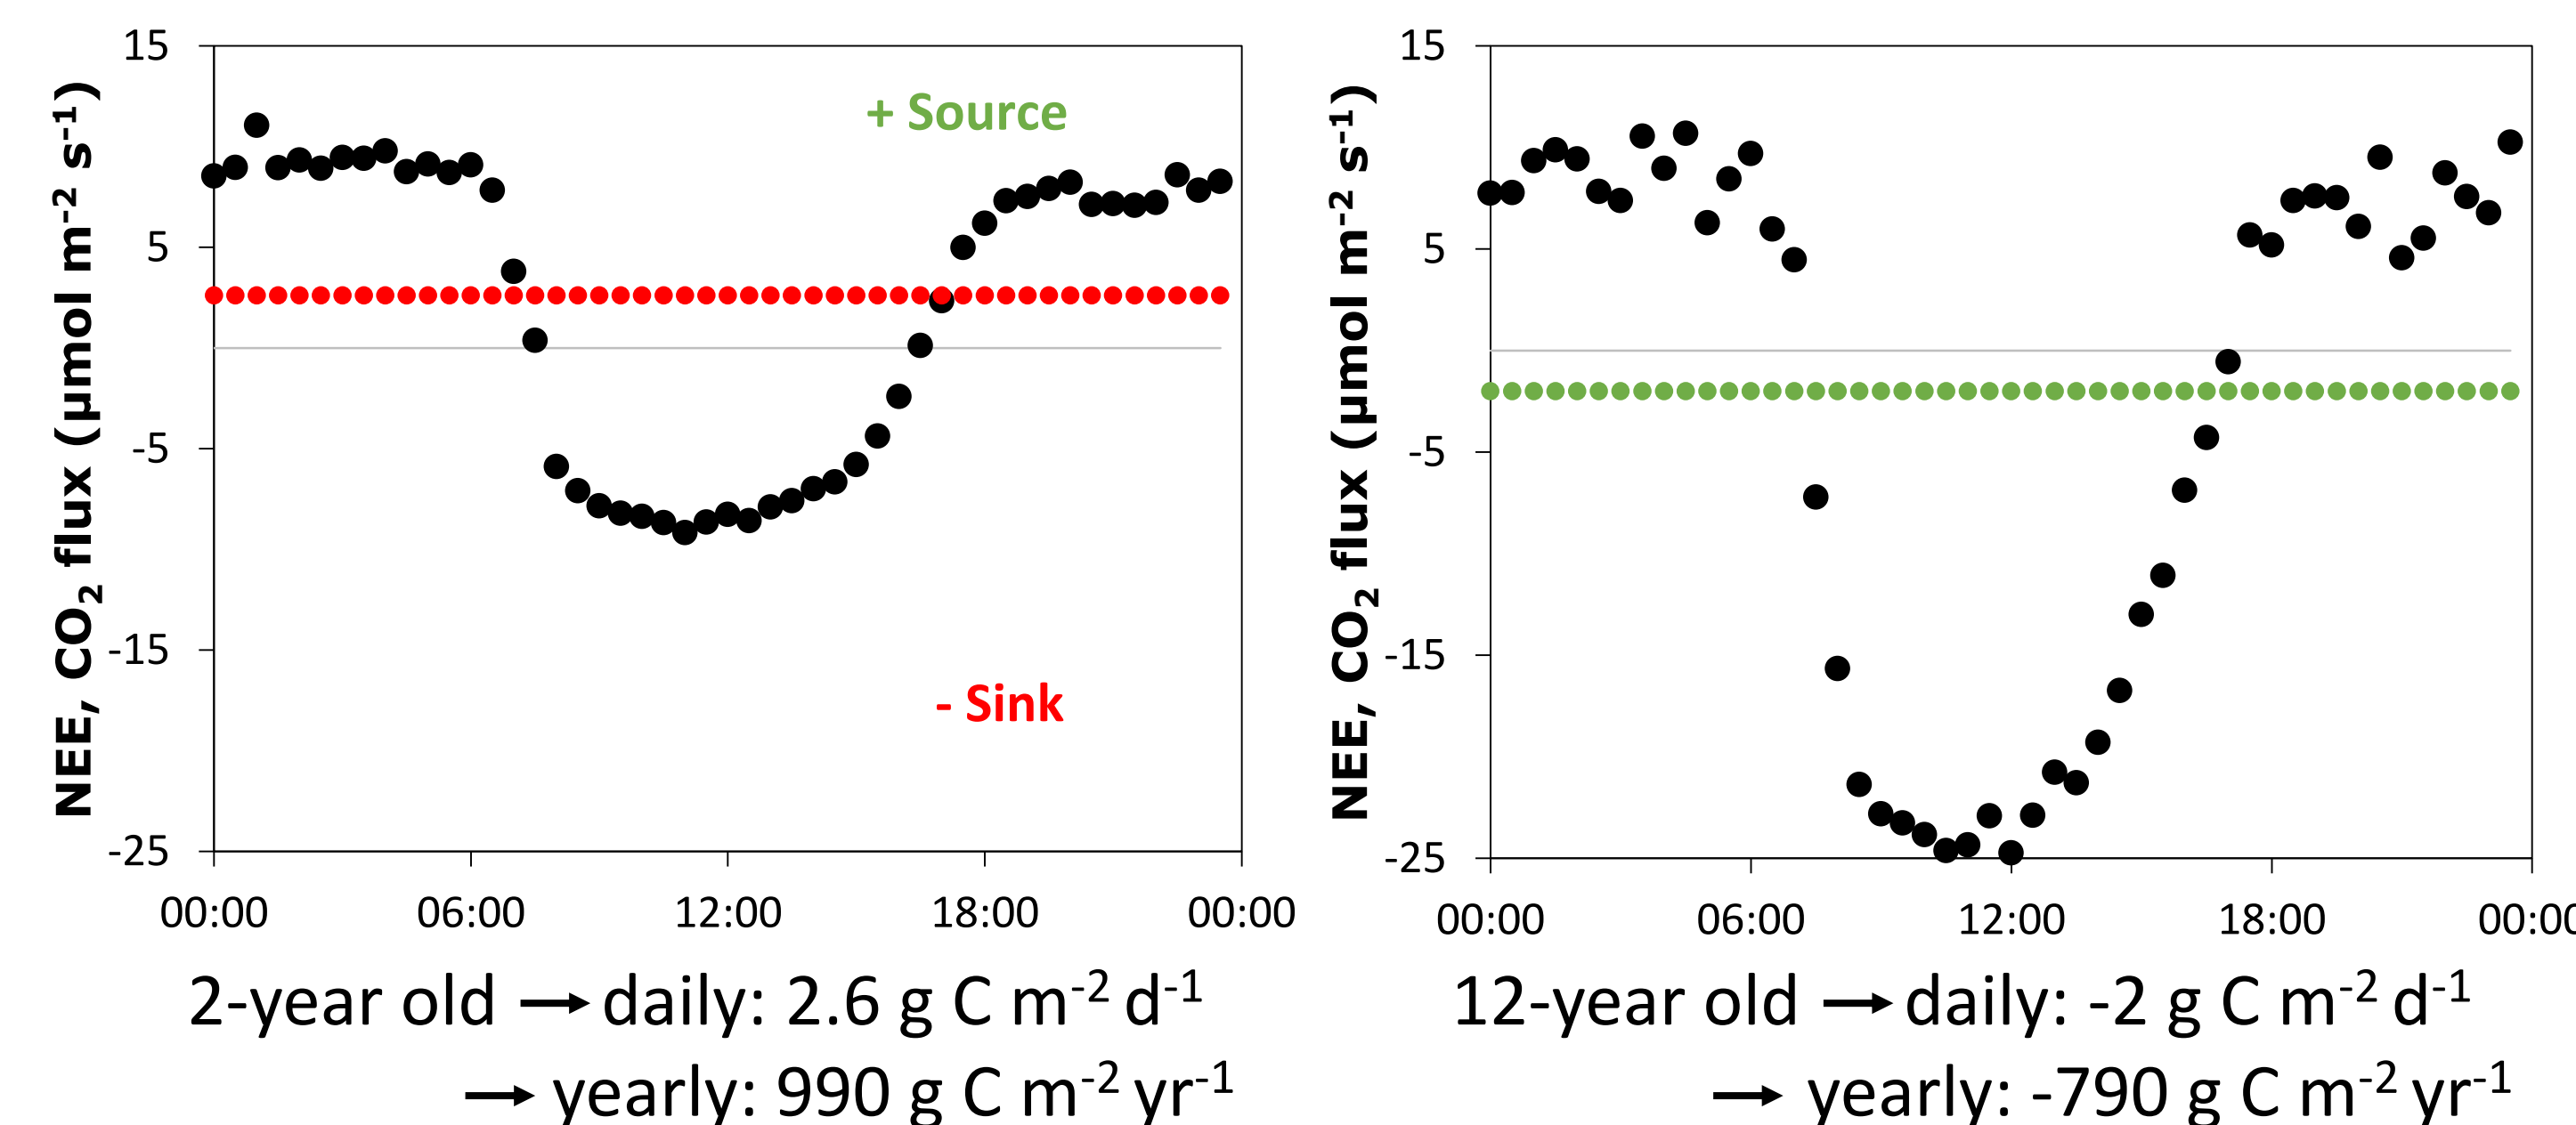 NEE, CO₂ flux (µmol m⁻² s⁻¹)
15
5
-5
-15
-25
+ Source
- Sink
00:00 06:00 12:00 18:00 00:00
2-year old → daily: 2.6 g C m⁻² d⁻¹
→ yearly: 990 g C m⁻² yr⁻¹
NEE, CO₂ flux (µmol m⁻² s⁻¹)
15
5
-5
-15
-25
00:00 06:00 12:00 18:00 00:00
12-year old → daily: -2 g C m⁻² d⁻¹
→ yearly: -790 g C m⁻² yr⁻¹